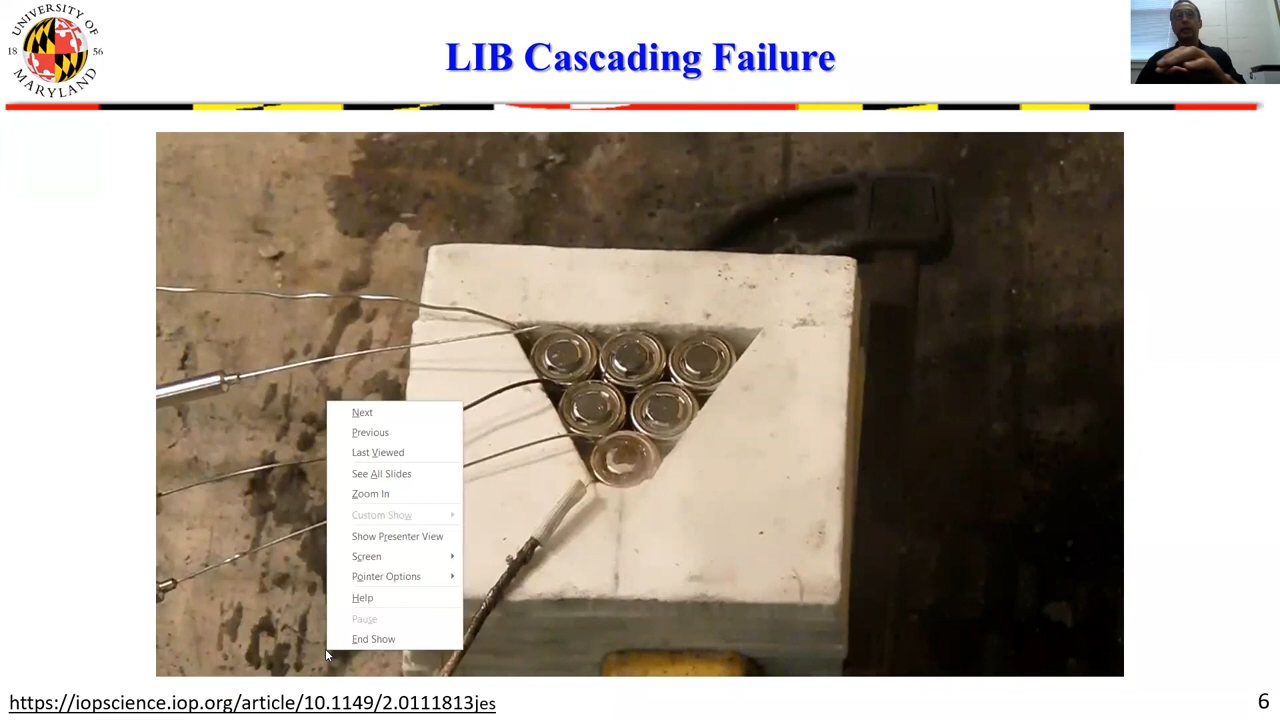 UNIVERSITY OF
18 56
MARYLAND
LIB Cascading Failure
Next
Previous
Last Viewed
See All Slides
Zoom In
Custom Show
Show Presenter View
Screen
Pointer Options
Help
Pause
End Show
https://iopscience.iop.org/article/10.1149/2.0111813jes
6